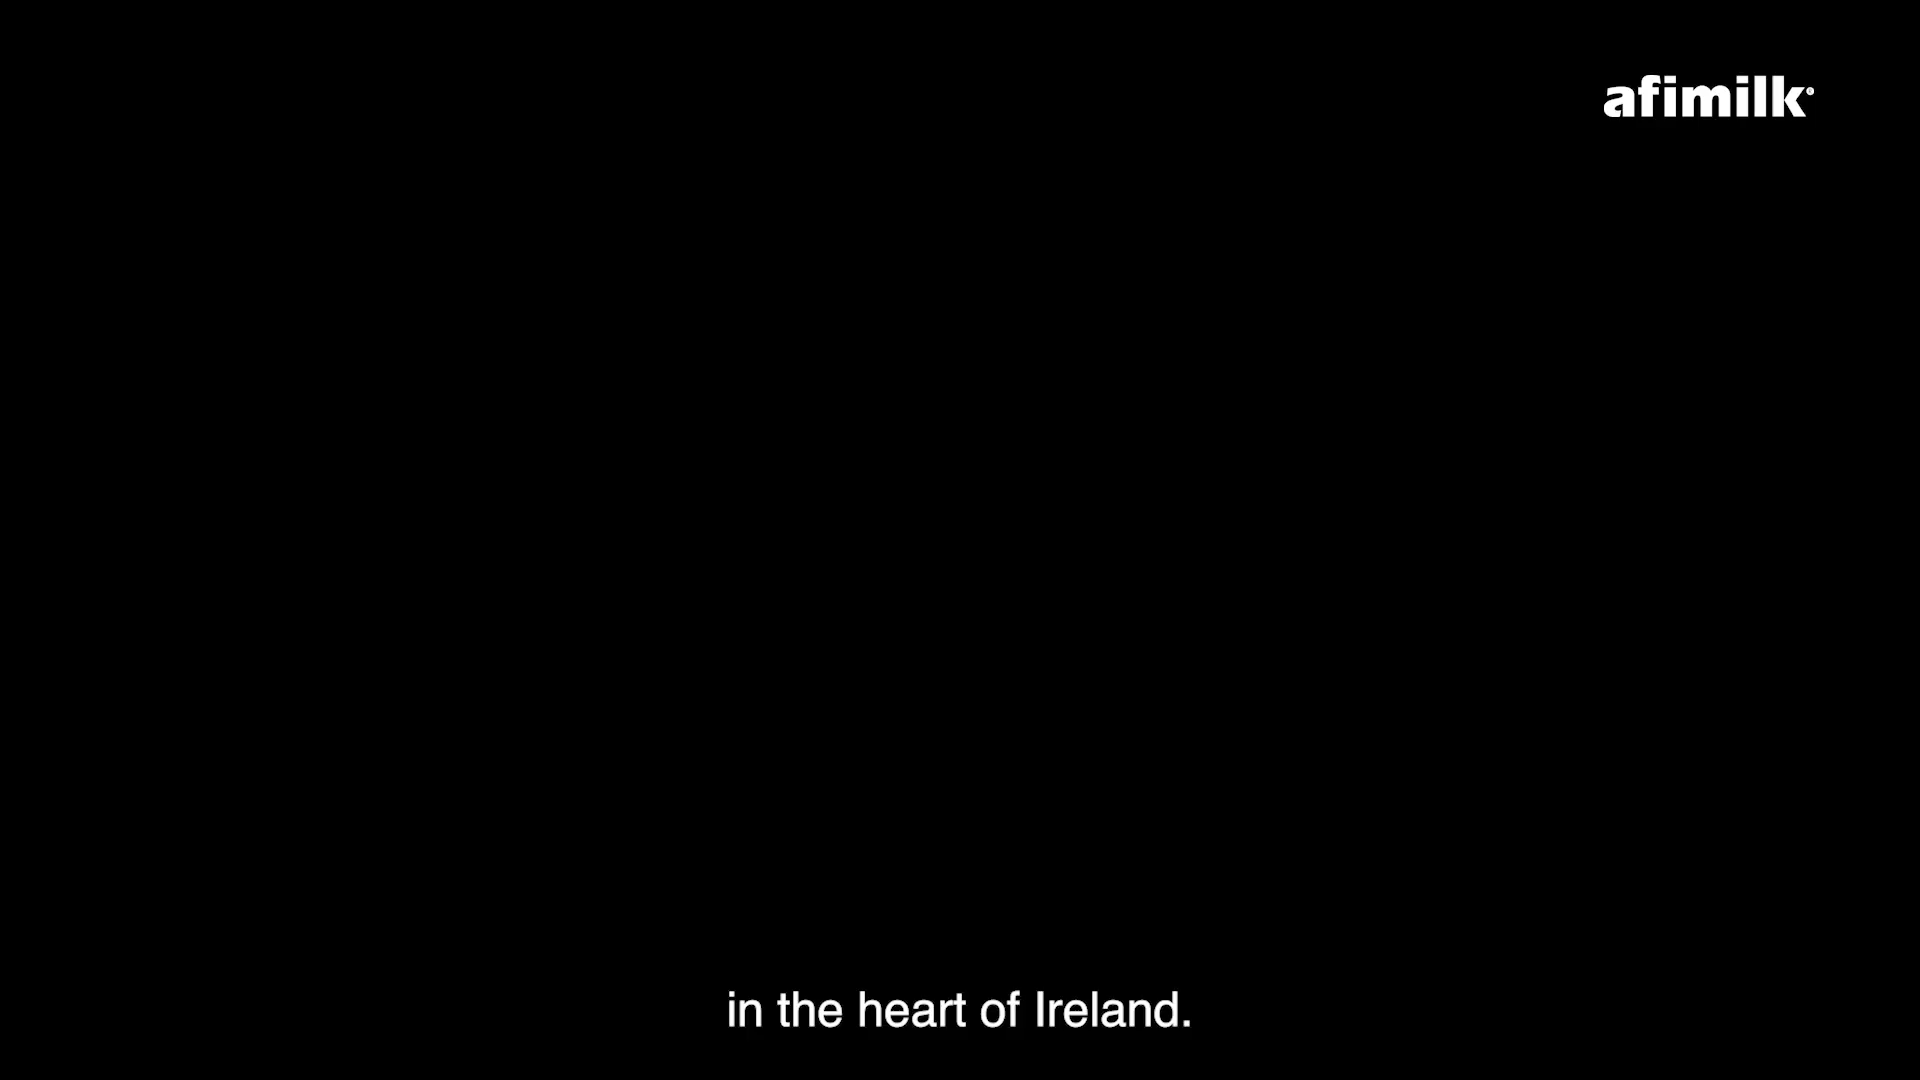 afimilk
in the heart of Ireland.